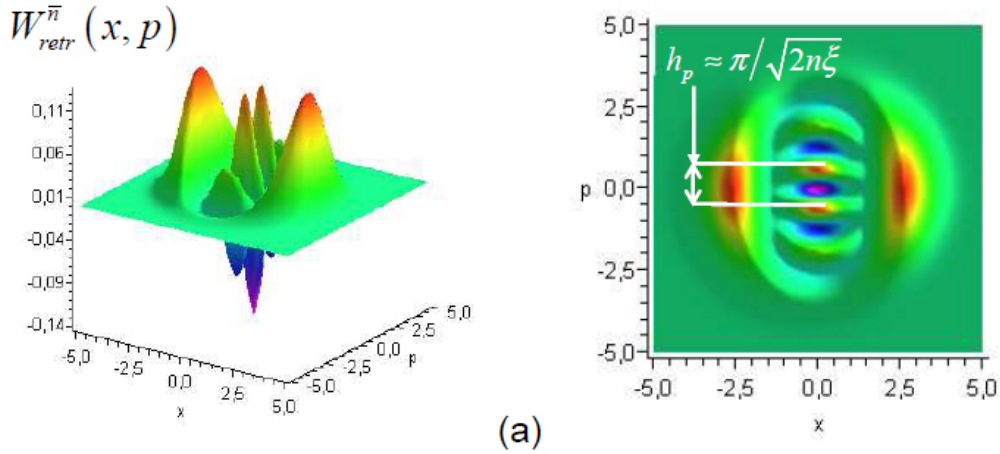 W_{retr}^{n̅} (x, p)
0,11
0,06
0,01
-0,04
-0,09
-0,14
-5,0
-2,5
0,0
2,5
5,0
x
-5,0
-2,5
0,0
2,5
5,0
p
h_p ≈ π/√2nξ
5,0
2,5
p 0,0
-2,5
-5,0
-5,0 -2,5 0,0 2,5 5,0
x
(a)